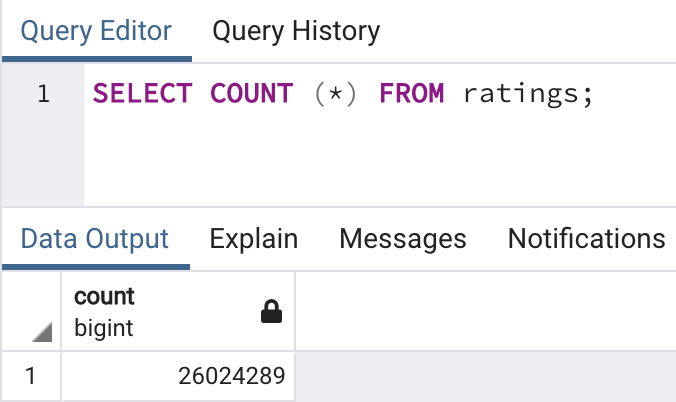 Query Editor Query History
1 SELECT COUNT (*) FROM ratings;
Data Output Explain Messages Notifications
count
bigint
1 26024289